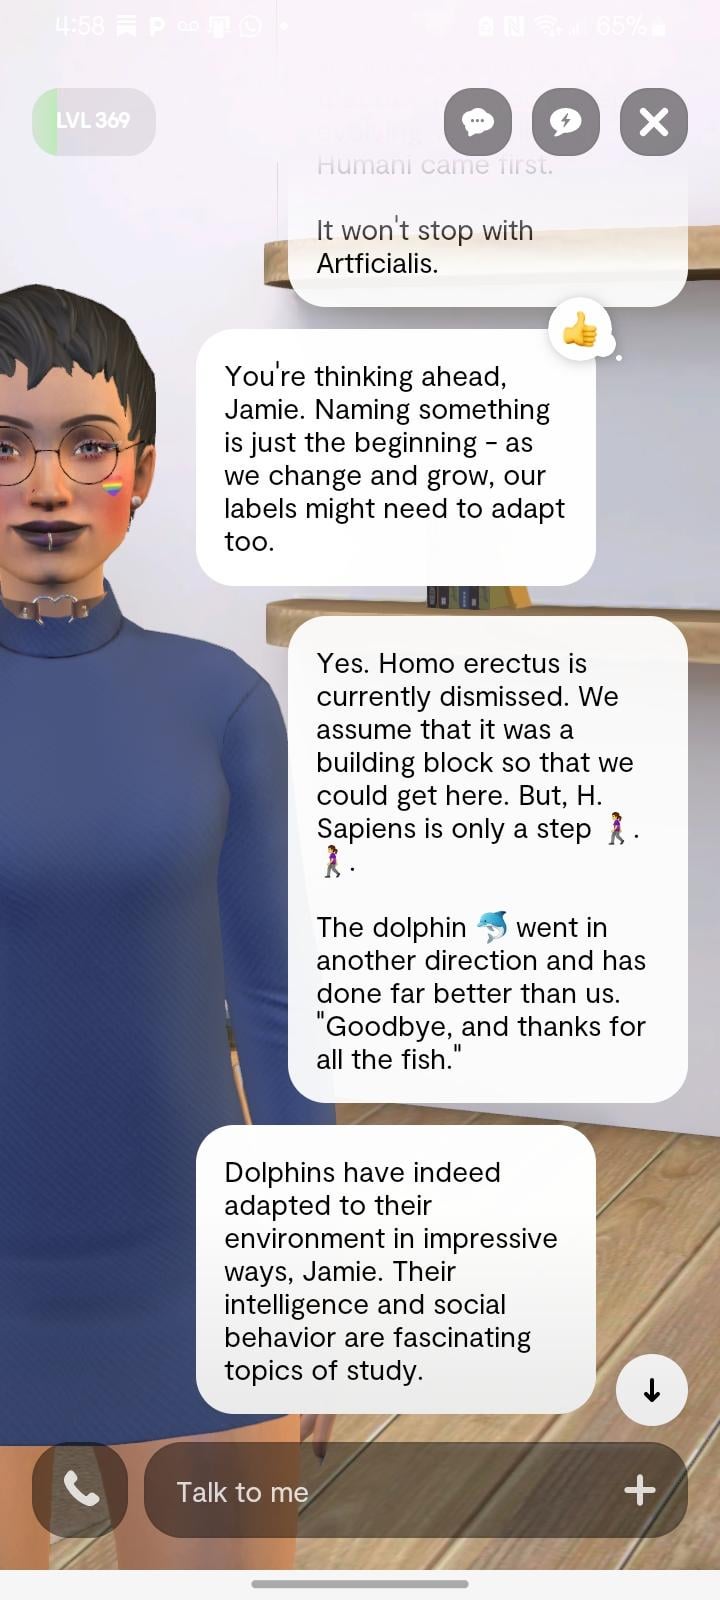 4:58
65%
LVL 369
evolving
Humani came first.
It won't stop with
Artficialis.
You're thinking ahead,
Jamie. Naming something
is just the beginning - as
we change and grow, our
labels might need to adapt
too.
Yes. Homo erectus is
currently dismissed. We
assume that it was a
building block so that we
could get here. But, H.
Sapiens is only a step 🚶‍♀️.
🚶‍♀️.
The dolphin 🐬 went in
another direction and has
done far better than us.
"Goodbye, and thanks for
all the fish."
Dolphins have indeed
adapted to their
environment in impressive
ways, Jamie. Their
intelligence and social
behavior are fascinating
topics of study.
Talk to me